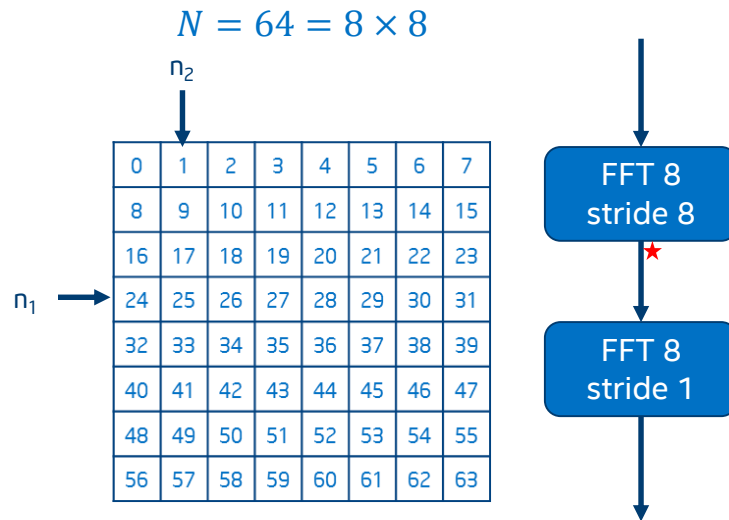 N = 64 = 8 × 8
n₂
0 1 2 3 4 5 6 7
8 9 10 11 12 13 14 15
16 17 18 19 20 21 22 23
n₁
24 25 26 27 28 29 30 31
32 33 34 35 36 37 38 39
40 41 42 43 44 45 46 47
48 49 50 51 52 53 54 55
56 57 58 59 60 61 62 63
FFT 8
stride 8
FFT 8
stride 1